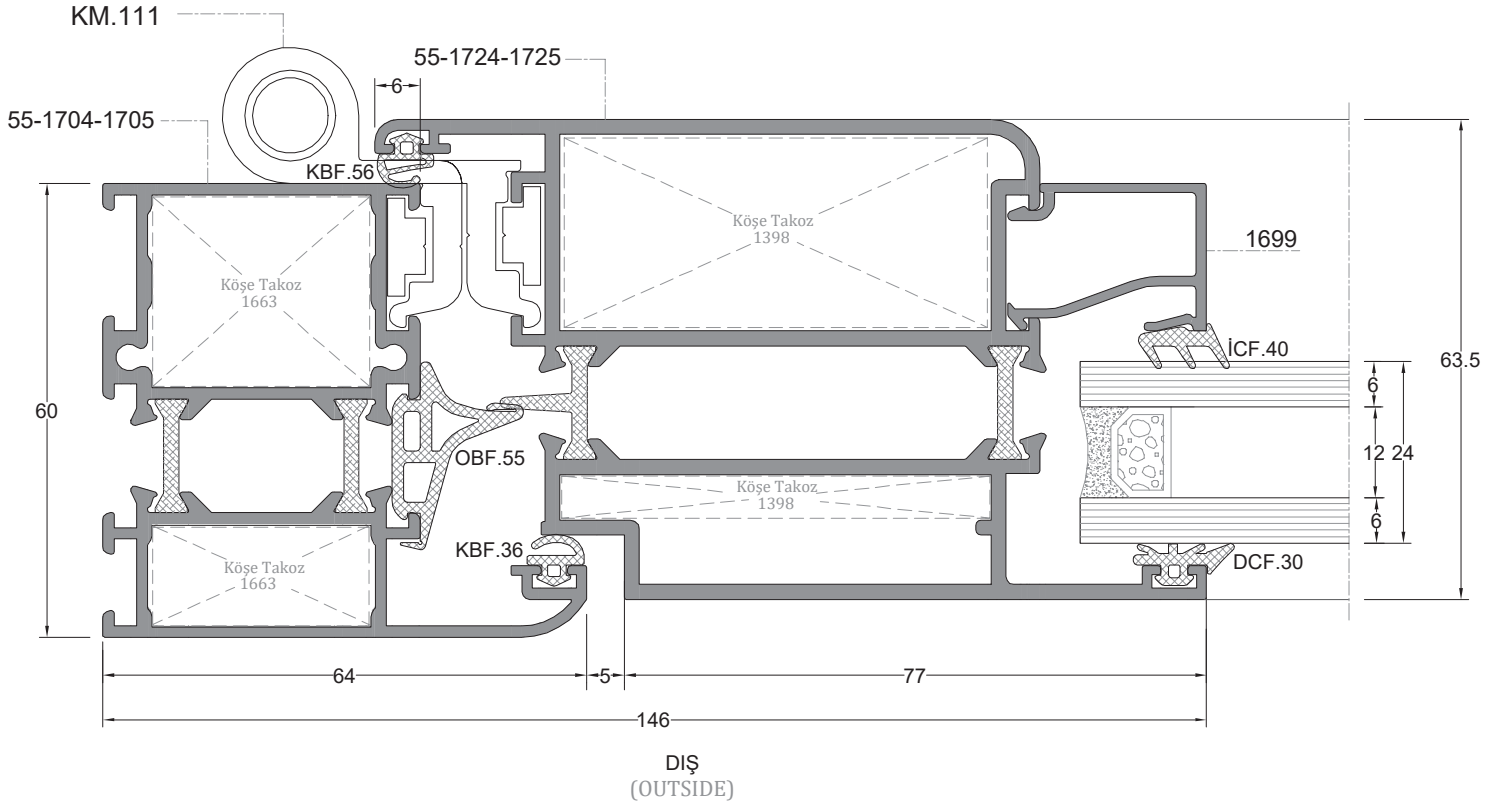 KM.111
55-1724-1725
6
55-1704-1705
KBF.56
Köşe Takoz
1398
1699
Köşe Takoz
1663
İCF.40
63.5
60
6
OBF.55
12
24
Köşe Takoz
1398
6
KBF.36
DCF.30
Köşe Takoz
1663
64
5
77
146
DIŞ
(OUTSIDE)